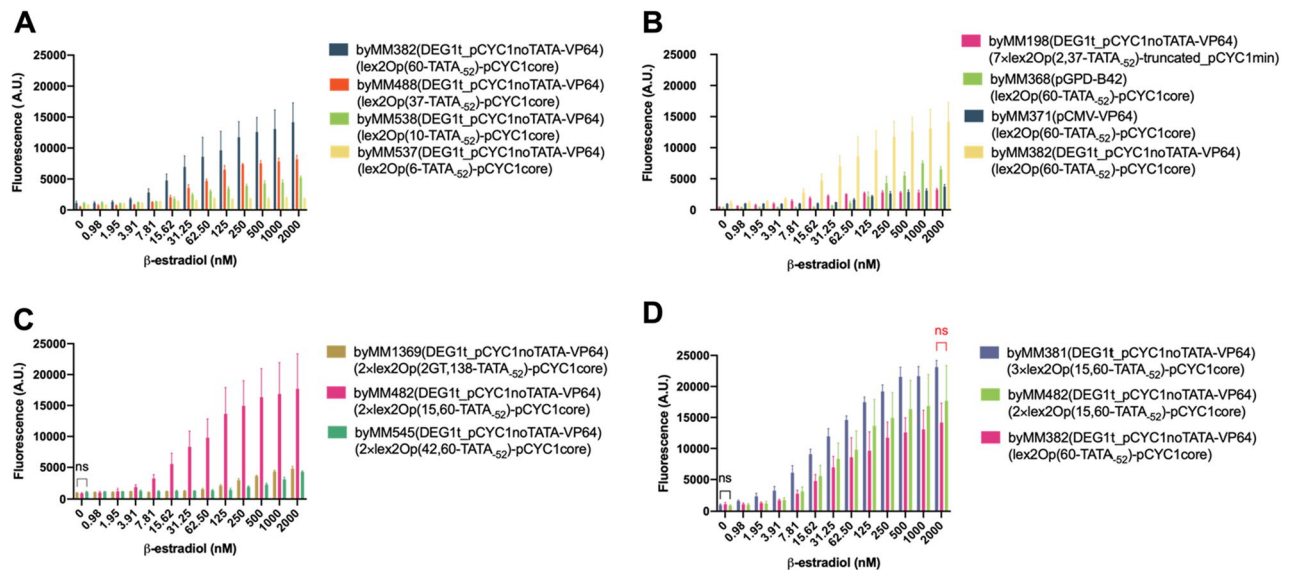 A
25000
20000
15000
10000
5000
0
Fluorescence (A.U.)
0 0.98 1.95 3.91 7.81 15.62 31.25 62.50 125 250 500 1000 2000
β-estradiol (nM)
byMM382(DEG1t_pCYC1noTATA-VP64)
(lex2Op(60-TATA-52)-pCYC1core)
byMM488(DEG1t_pCYC1noTATA-VP64)
(lex2Op(37-TATA-52)-pCYC1core)
byMM538(DEG1t_pCYC1noTATA-VP64)
(lex2Op(10-TATA-52)-pCYC1core)
byMM537(DEG1t_pCYC1noTATA-VP64)
(lex2Op(6-TATA-52)-pCYC1core)
B
25000
20000
15000
10000
5000
0
Fluorescence (A.U.)
0 0.98 1.95 3.91 7.81 15.62 31.25 62.50 125 250 500 1000 2000
β-estradiol (nM)
byMM198(DEG1t_pCYC1noTATA-VP64)
(7×lex2Op(2,37-TATA-52)-truncated_pCYC1min)
byMM368(pGPD-B42)
(lex2Op(60-TATA-52)-pCYC1core)
byMM371(pCMV-VP64)
(lex2Op(60-TATA-52)-pCYC1core)
byMM382(DEG1t_pCYC1noTATA-VP64)
(lex2Op(60-TATA-52)-pCYC1core)
C
25000
20000
15000
10000
5000
0
Fluorescence (A.U.)
ns
0 0.98 1.95 3.91 7.81 15.62 31.25 62.50 125 250 500 1000 2000
β-estradiol (nM)
byMM1369(DEG1t_pCYC1noTATA-VP64)
(2×lex2Op(2GT,138-TATA-52)-pCYC1core)
byMM482(DEG1t_pCYC1noTATA-VP64)
(2×lex2Op(15,60-TATA-52)-pCYC1core)
byMM545(DEG1t_pCYC1noTATA-VP64)
(2×lex2Op(42,60-TATA-52)-pCYC1core)
D
ns
25000
20000
15000
10000
5000
0
Fluorescence (A.U.)
ns
0 0.98 1.95 3.91 7.81 15.62 31.25 62.50 125 250 500 1000 2000
β-estradiol (nM)
byMM381(DEG1t_pCYC1noTATA-VP64)
(3×lex2Op(15,60-TATA-52)-pCYC1core)
byMM482(DEG1t_pCYC1noTATA-VP64)
(2×lex2Op(15,60-TATA-52)-pCYC1core)
byMM382(DEG1t_pCYC1noTATA-VP64)
(lex2Op(60-TATA-52)-pCYC1core)